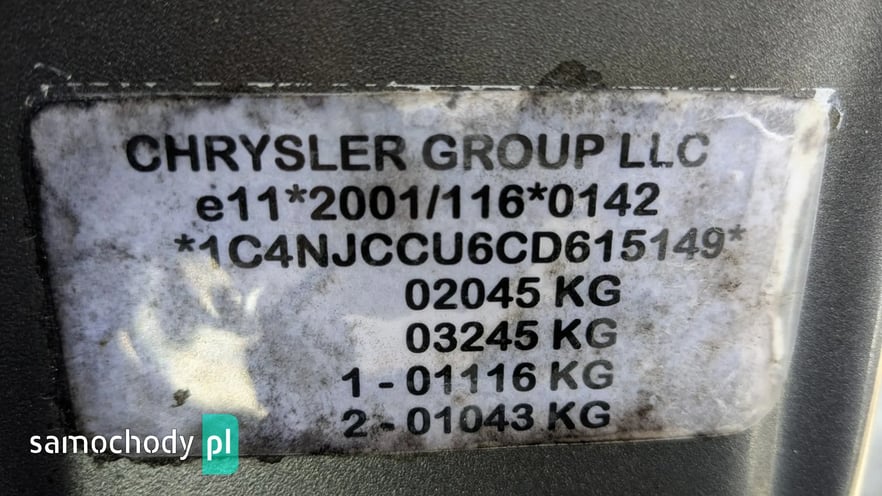 CHRYSLER GROUP LLC
e11*2001/116*0142
*1C4NJCCU6CD615149*
02045 KG
03245 KG
1 - 01116 KG
2 - 01043 KG
samochody pl